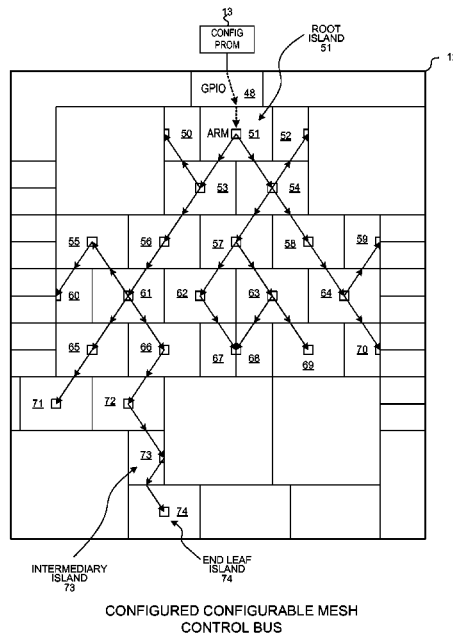 13
CONFIG
PROM
ROOT
ISLAND
51
GPIO 48
50 ARM 51 52
53 54
55 56 57 58 59
60 61 62 63 64
65 66 67 68 69 70
71 72
73
74
INTERMEDIARY
ISLAND
73
END LEAF
ISLAND
74
CONFIGURED CONFIGURABLE MESH
CONTROL BUS